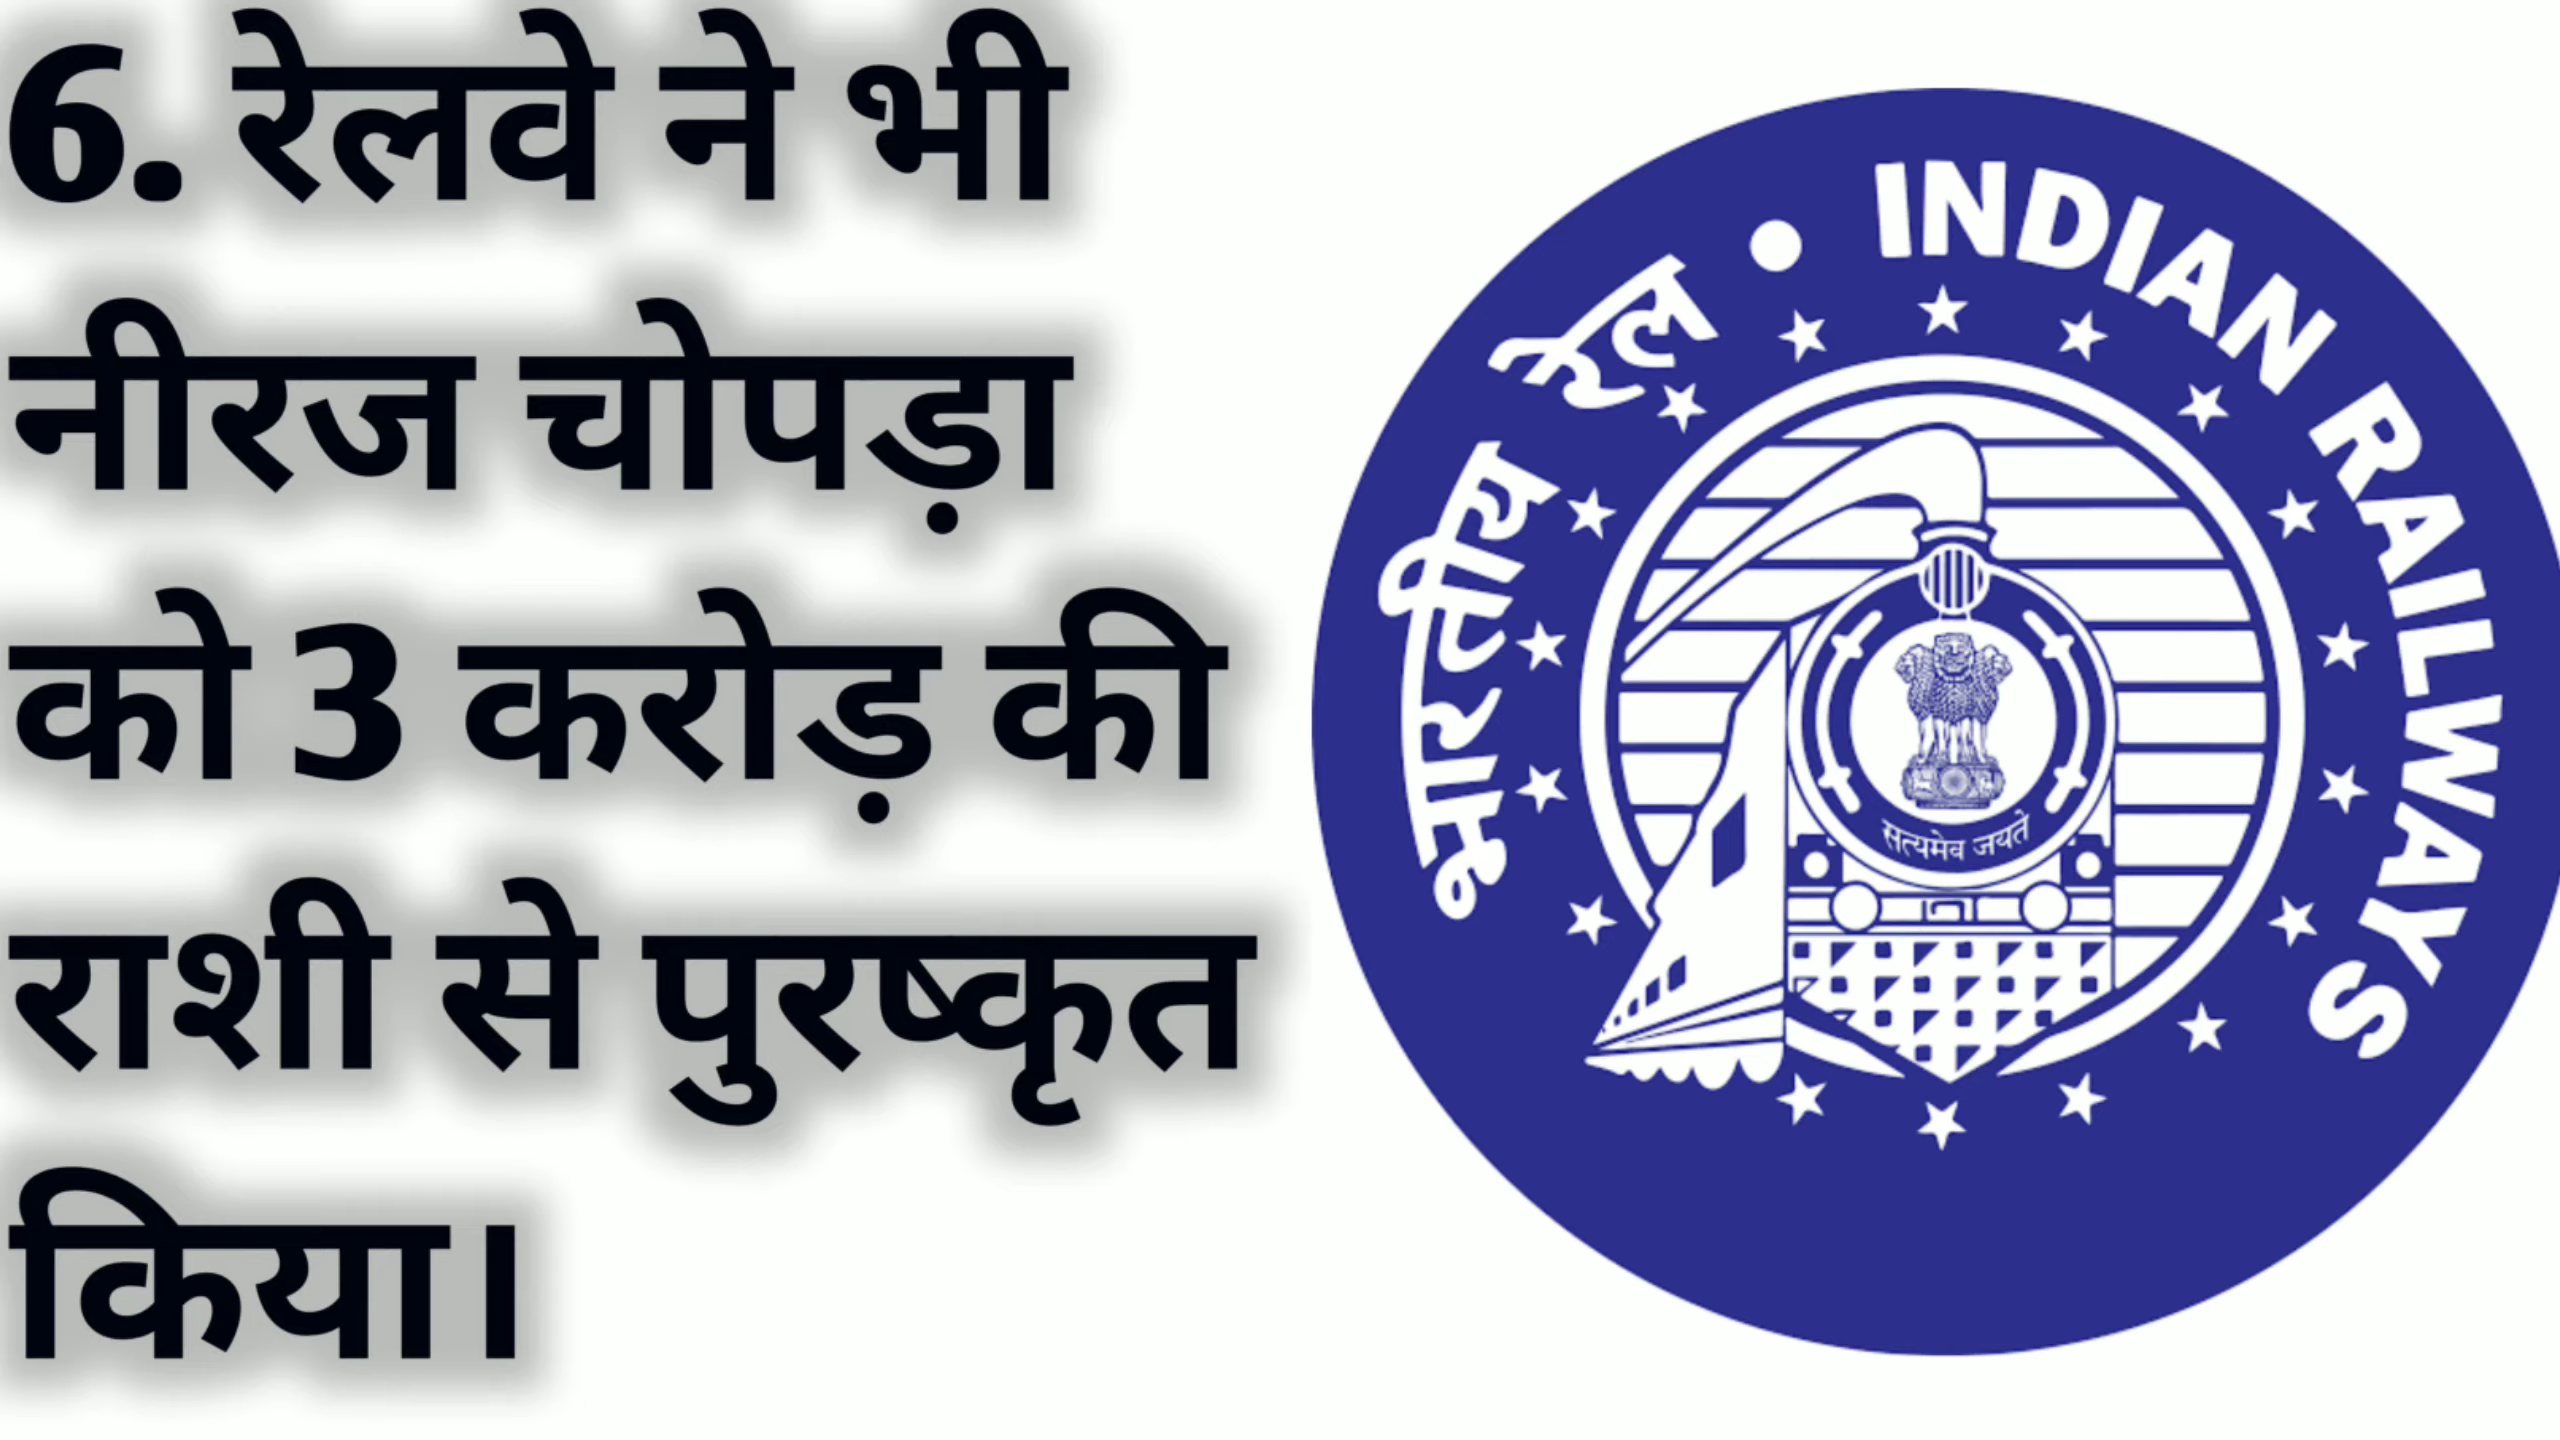 6. रेलवे ने भी
नीरज चोपड़ा
को 3 करोड़ की
राशी से पुरष्कृत
किया।
भारतीय रेल • INDIAN RAILWAYS
सत्यमेव जयते